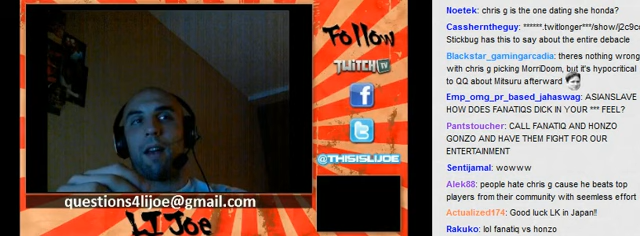 FOLLOW
TWITCH TV
@THISISLIJOE
questions4lijoe@gmail.com
LI JOE
Noetek: chris g is the one dating she honda?
Casshern­theguy: ******.twitlonger***/show/j2c9cc
Stickbug has this to say about the entire debacle
Blackstar_gamingarcadia: theres nothing wrong
with chris g picking MorriDoom, but it's hypocritical
to QQ about Mitsuru afterward
Emp_omg_pr_based_jahaswag: ASIANSLAVE
HOW DOES FANATIQS DICK IN YOUR *** FEEL?
Pantstoucher: CALL FANATIQ AND HONZO
GONZO AND HAVE THEM FIGHT FOR OUR
ENTERTAINMENT
Sentijamal: wowww
Alek88: people hate chris g cause he beats top
players from their community with seemless effort
Actualized174: Good luck LK in Japan!!
Rakuko: lol fanatiq vs honzo